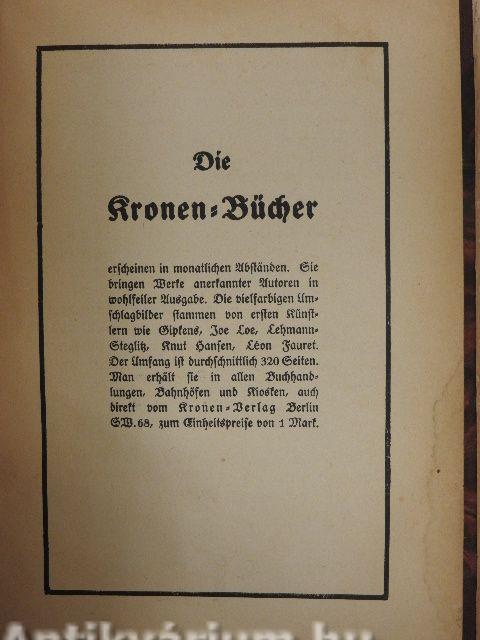 Die
Kronen=Bücher
erscheinen in monatlichen Abständen. Sie
bringen Werke anerkannter Autoren in
wohlfeiler Ausgabe. Die vielfarbigen Um-
schlagbilder stammen von ersten Künst-
lern wie Gipkens, Joe Loe, Lehmann-
Steglitz, Knut Hansen, Léon Fauret.
Der Umfang ist durchschnittlich 320 Seiten.
Man erhält sie in allen Buchhand-
lungen, Bahnhöfen und Kiosken, auch
direkt vom Kronen=Verlag Berlin
SW. 68, zum Einheitspreise von 1 Mark.
Antikvárium.hu